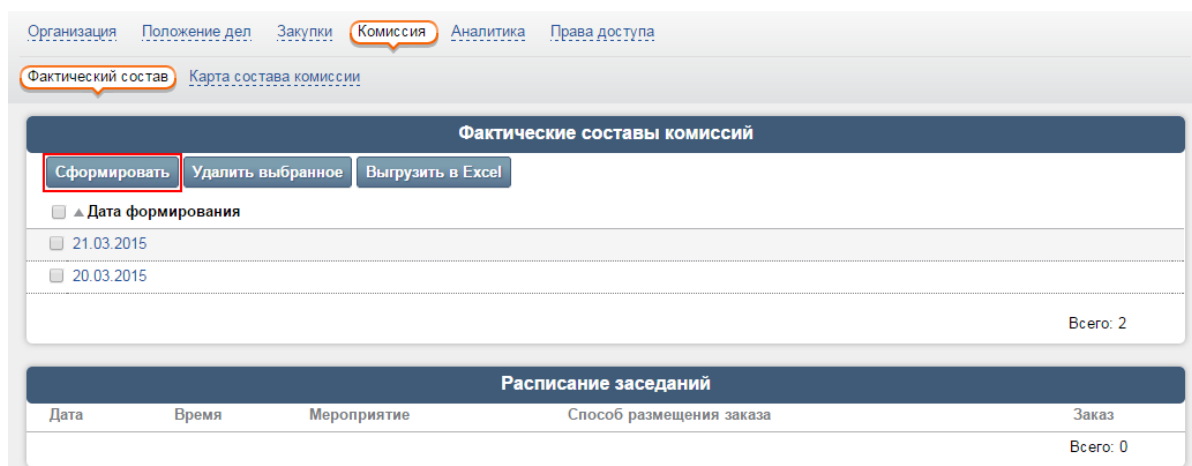 Организация Положение дел Закупки Комиссия Аналитика Права доступа
Фактический состав Карта состава комиссии
Фактические составы комиссий
Сформировать Удалить выбранное Выгрузить в Excel
▲ Дата формирования
21.03.2015
20.03.2015
Всего: 2
Расписание заседаний
Дата Время Мероприятие Способ размещения заказа Заказ
Всего: 0